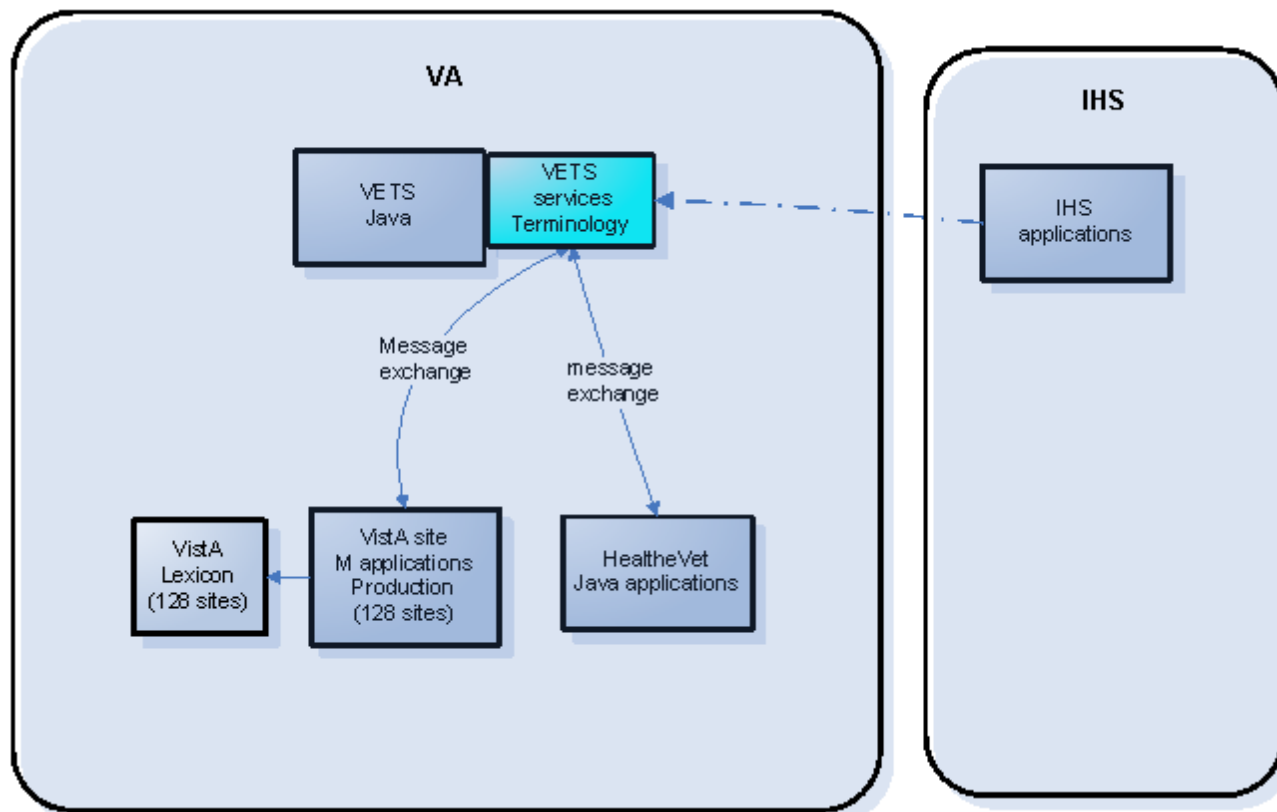 VA
IHS
VETS
Java
VETS
services
Terminology
IHS
applications
Message
exchange
message
exchange
VistA
Lexicon
(128 sites)
VistA site
M applications
Production
(128 sites)
HealtheVet
Java applications